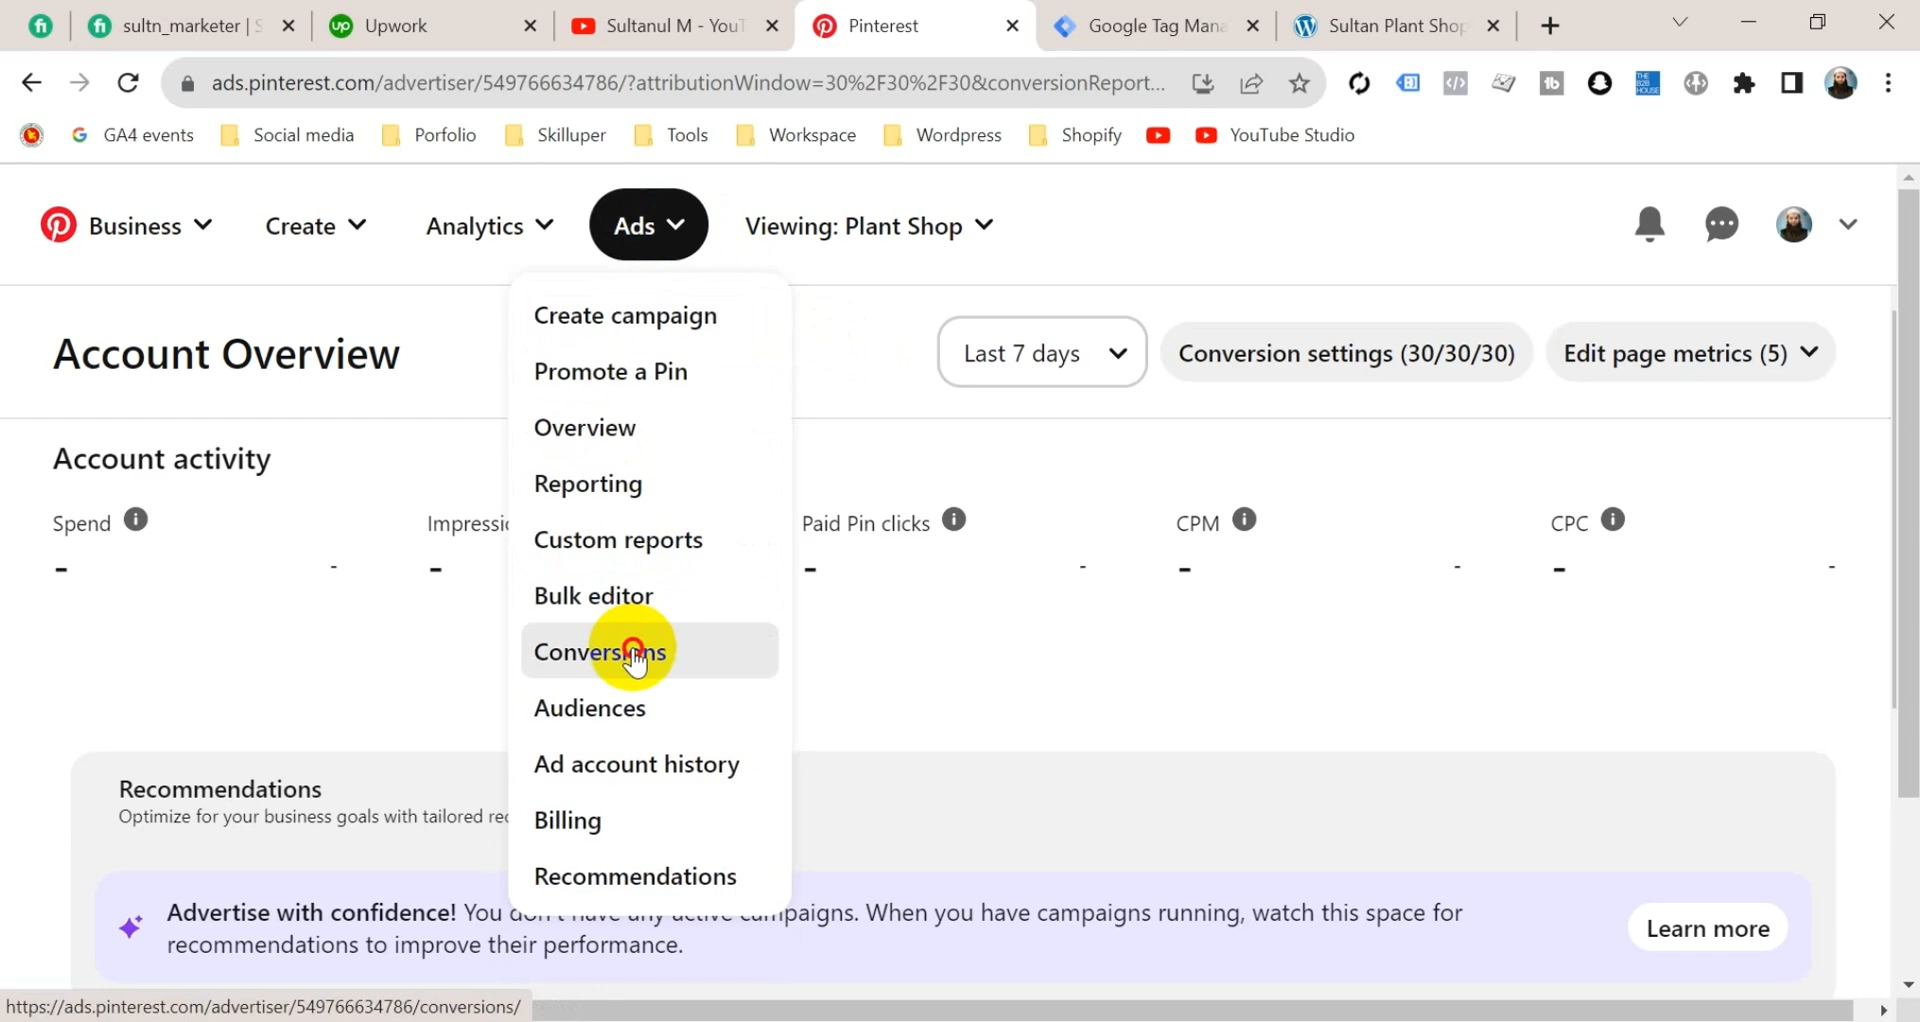 sultn_marketer |
Upwork
Sultanul M - YouT
Pinterest
Google Tag Mana
Sultan Plant Shop
ads.pinterest.com/advertiser/549766634786/?attributionWindow=30%2F30%2F30&conversionReport...
GA4 events
Social media
Porfolio
Skilluper
Tools
Workspace
Wordpress
Shopify
YouTube Studio
Business
Create
Analytics
Ads
Viewing: Plant Shop
Create campaign
Promote a Pin
Overview
Reporting
Custom reports
Bulk editor
Conversions
Audiences
Ad account history
Billing
Recommendations
Account Overview
Last 7 days
Conversion settings (30/30/30)
Edit page metrics (5)
Account activity
Spend
Impressic
Paid Pin clicks
CPM
CPC
- - - - - - - - -
Recommendations
Optimize for your business goals with tailored rec
Advertise with confidence! You don't have any active campaigns. When you have campaigns running, watch this space for
recommendations to improve their performance.
Learn more
https://ads.pinterest.com/advertiser/549766634786/conversions/